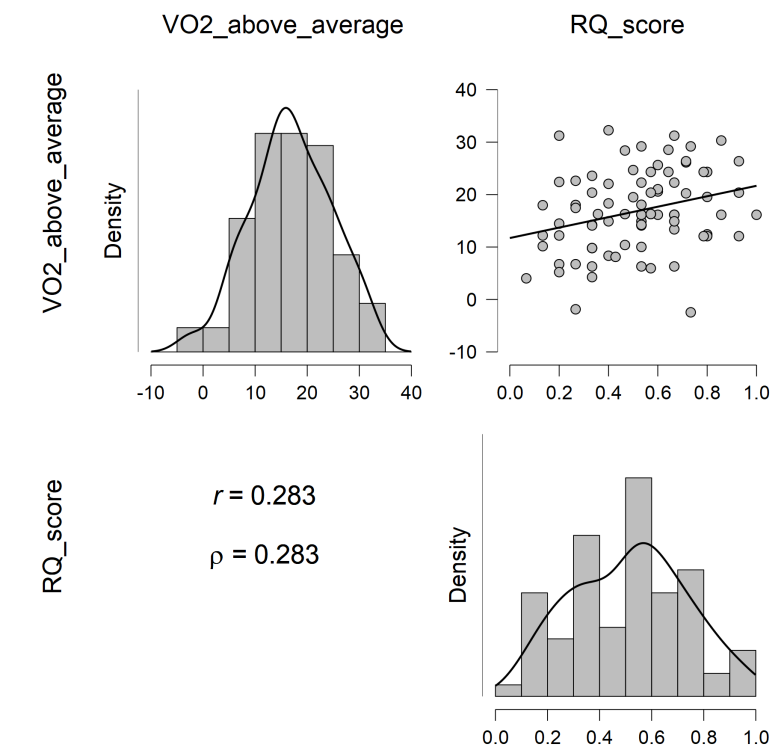 VO2_above_average
RQ_score
VO2_above_average
Density
40
30
20
10
0
-10
-10 0 10 20 30 40
0.0 0.2 0.4 0.6 0.8 1.0
RQ_score
r = 0.283
ρ = 0.283
Density
0.0 0.2 0.4 0.6 0.8 1.0